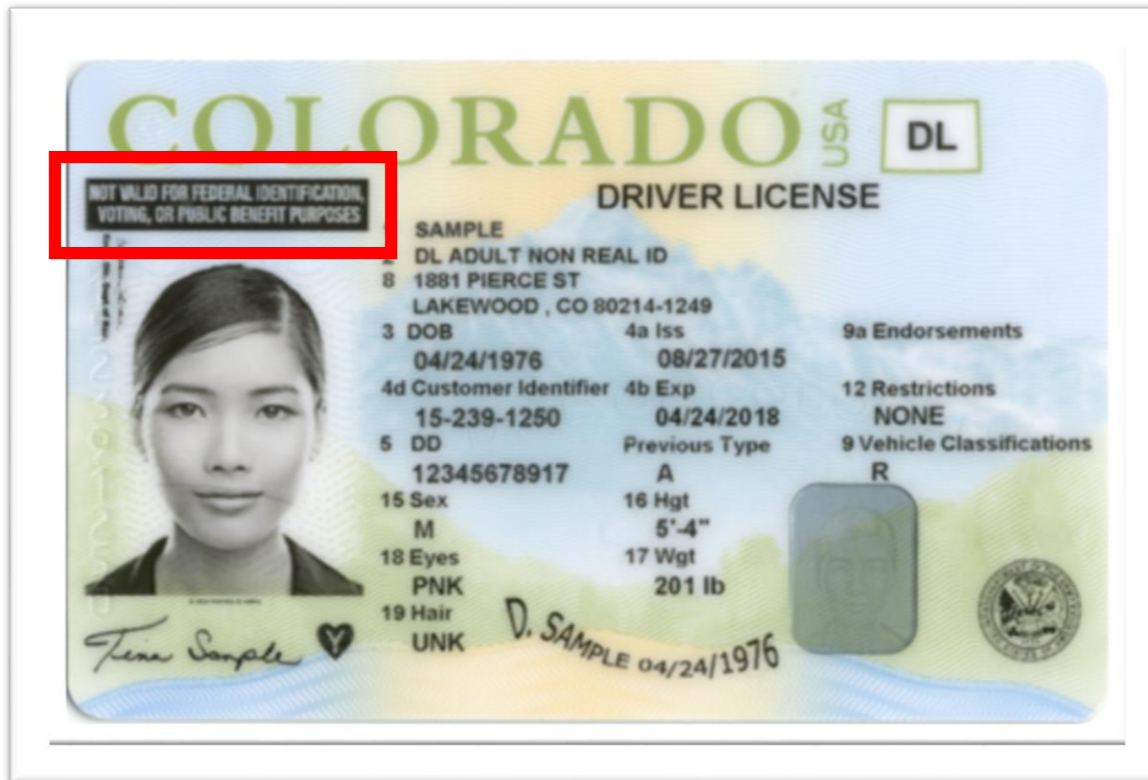 COLORADO USA DL
NOT VALID FOR FEDERAL IDENTIFICATION,
VOTING, OR PUBLIC BENEFIT PURPOSES
DRIVER LICENSE
1 SAMPLE
2 DL ADULT NON REAL ID
8 1881 PIERCE ST
LAKEWOOD , CO 80214-1249
3 DOB 4a Iss 9a Endorsements
04/24/1976 08/27/2015
4d Customer Identifier 4b Exp 12 Restrictions
15-239-1250 04/24/2018 NONE
5 DD Previous Type 9 Vehicle Classifications
12345678917 A R
15 Sex 16 Hgt
M 5'-4"
18 Eyes 17 Wgt
PNK 201 lb
19 Hair
UNK
Tina Sample Y
D. SAMPLE 04/24/1976